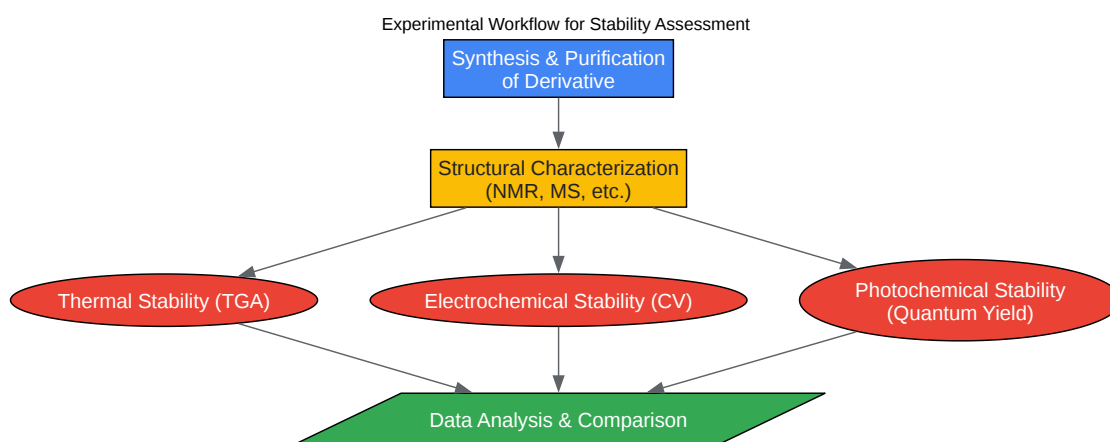 Experimental Workflow for Stability Assessment
Synthesis & Purification
of Derivative
Structural Characterization
(NMR, MS, etc.)
Thermal Stability (TGA)
Electrochemical Stability (CV)
Photochemical Stability
(Quantum Yield)
Data Analysis & Comparison